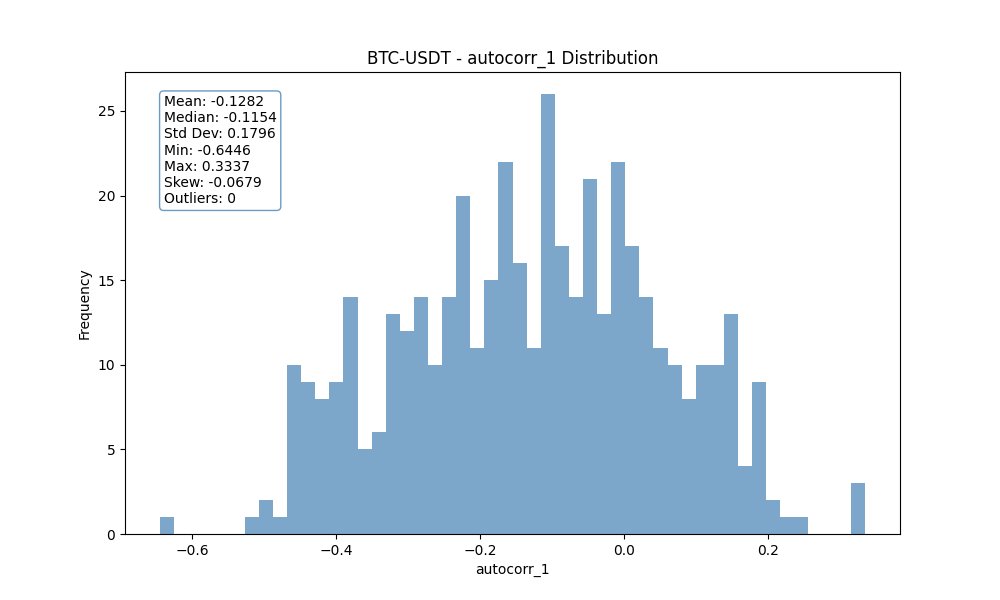 BTC-USDT - autocorr_1 Distribution
Mean: -0.1282
Median: -0.1154
Std Dev: 0.1796
Min: -0.6446
Max: 0.3337
Skew: -0.0679
Outliers: 0
Frequency
25
20
15
10
5
0
−0.6 −0.4 −0.2 0.0 0.2
autocorr_1